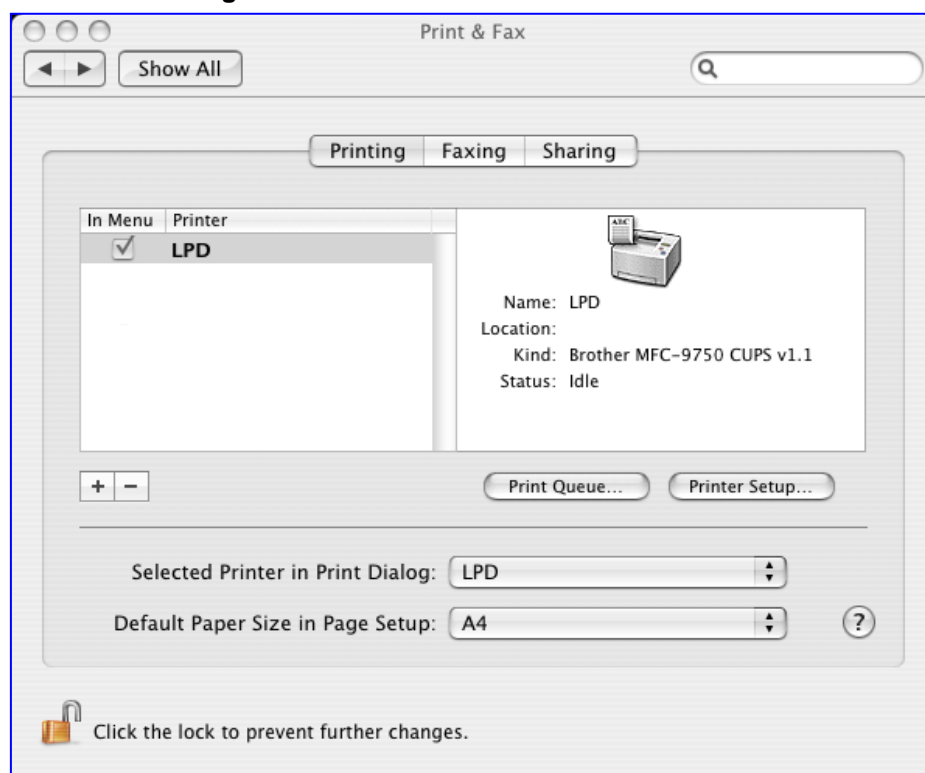 g
Print & Fax
Show All
Printing Faxing Sharing
In Menu Printer
LPD
ABC
Name: LPD
Location:
Kind: Brother MFC-9750 CUPS v1.1
Status: Idle
+ -
Print Queue... Printer Setup...
Selected Printer in Print Dialog: LPD
Default Paper Size in Page Setup: A4 ?
Click the lock to prevent further changes.